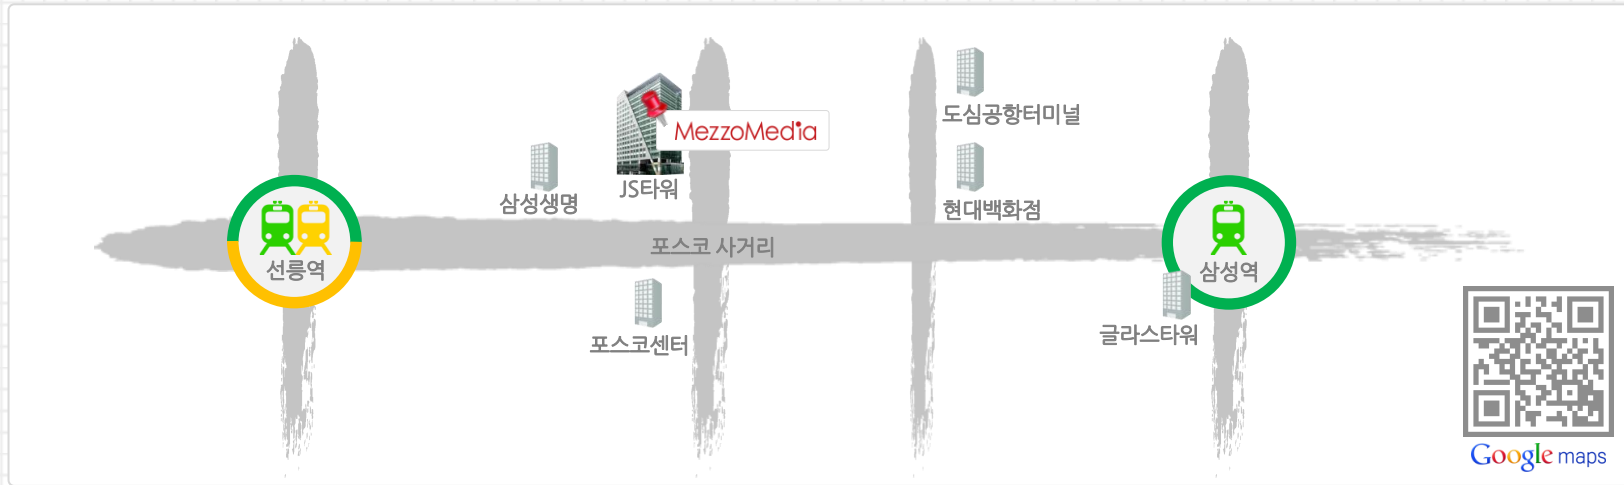 도심공항터미널
MezzoMedia
JS타워
삼성생명
현대백화점
포스코 사거리
선릉역
삼성역
글라스타워
포스코센터
Google maps